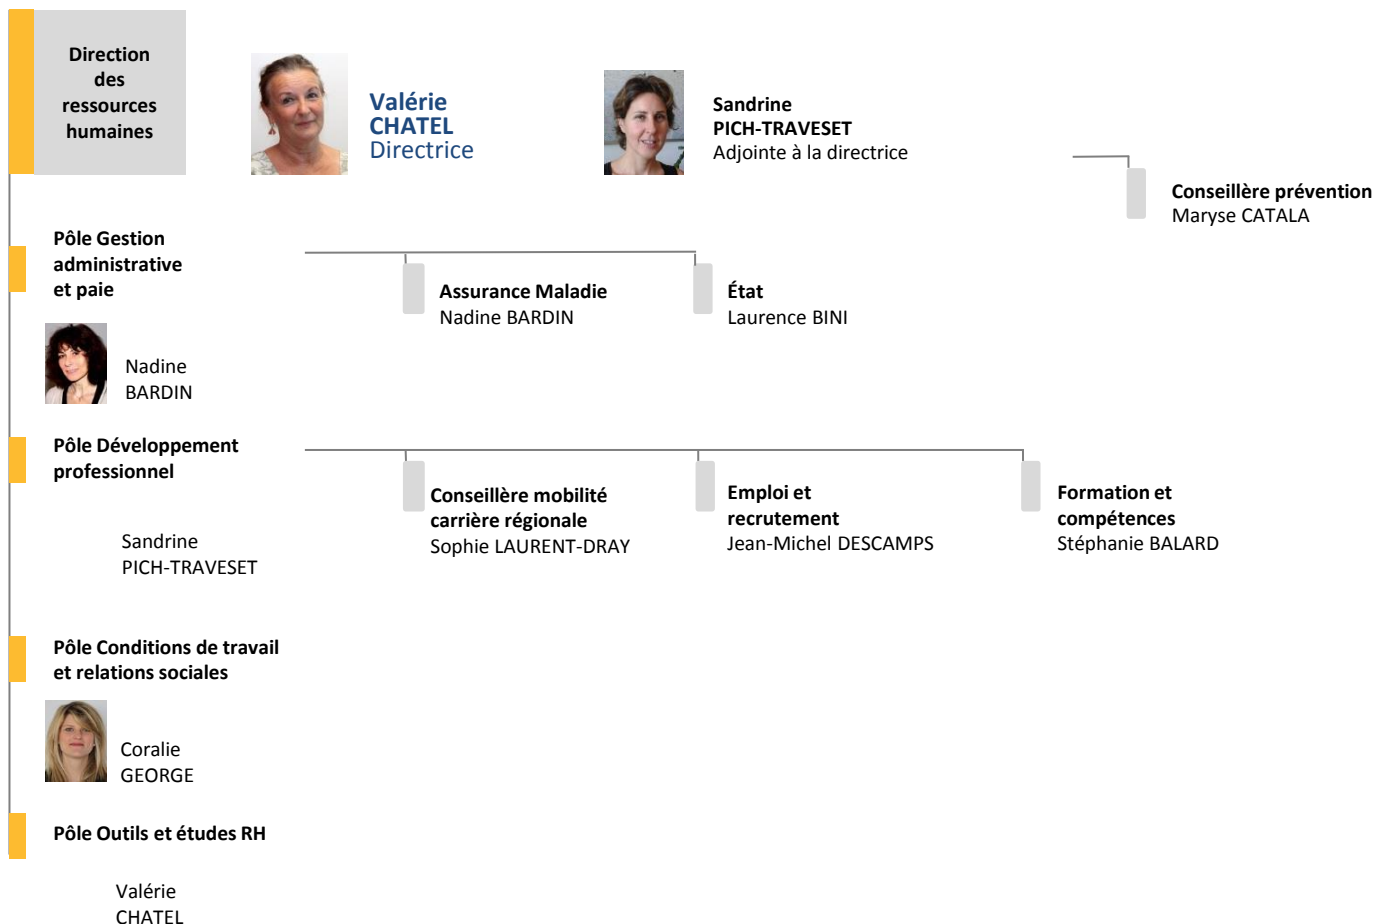 Direction
des
ressources
humaines
Valérie
CHATEL
Directrice
Sandrine
PICH-TRAVESET
Adjointe à la directrice
Conseillère prévention
Maryse CATALA
Pôle Gestion
administrative
et paie
Nadine
BARDIN
Assurance Maladie
Nadine BARDIN
État
Laurence BINI
Pôle Développement
professionnel
Sandrine
PICH-TRAVESET
Conseillère mobilité
carrière régionale
Sophie LAURENT-DRAY
Emploi et
recrutement
Jean-Michel DESCAMPS
Formation et
compétences
Stéphanie BALARD
Pôle Conditions de travail
et relations sociales
Coralie
GEORGE
Pôle Outils et études RH
Valérie
CHATEL